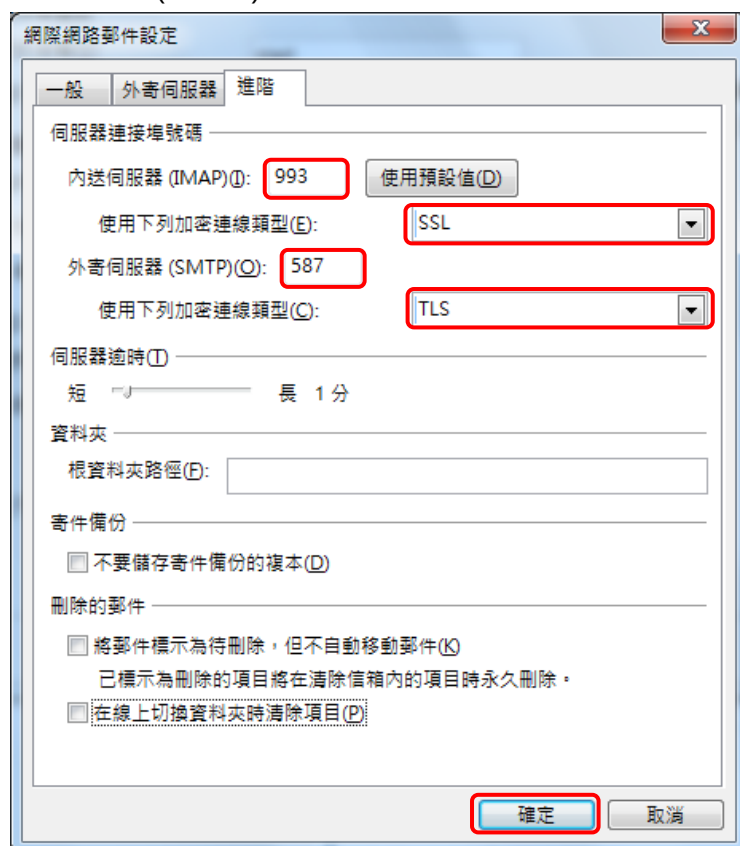 網際網路郵件設定
一般 外寄伺服器 進階
伺服器連接埠號碼
內送伺服器 (IMAP)(I): 993 使用預設值(D)
使用下列加密連線類型(E): SSL
外寄伺服器 (SMTP)(O): 587
使用下列加密連線類型(C): TLS
伺服器逾時(T)
短 長 1 分
資料夾
根資料夾路徑(F):
寄件備份
不要儲存寄件備份的複本(D)
刪除的郵件
將郵件標示為待刪除，但不自動移動郵件(K)
已標示為刪除的項目將在清除信箱內的項目時永久刪除。
在線上切換資料夾時清除項目(P)
確定 取消